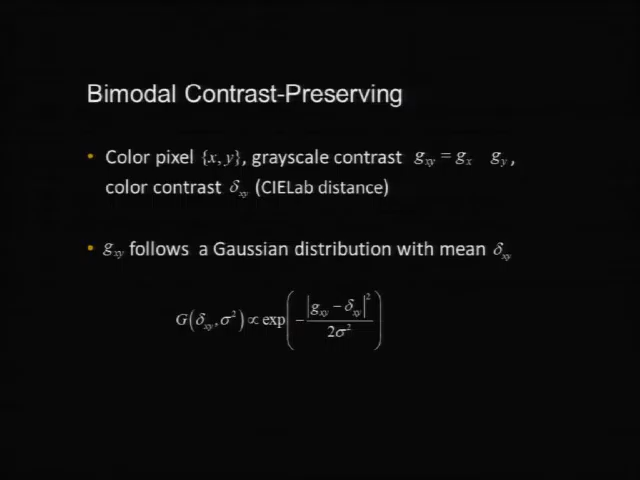 Bimodal Contrast-Preserving
• Color pixel {x, y}, grayscale contrast g_xy = g_x g_y,
color contrast δ_xy (CIELab distance)
• g_xy follows a Gaussian distribution with mean δ_xy
G(δ_xy, σ²) ∝ exp(−|g_xy − δ_xy|² / 2σ²)